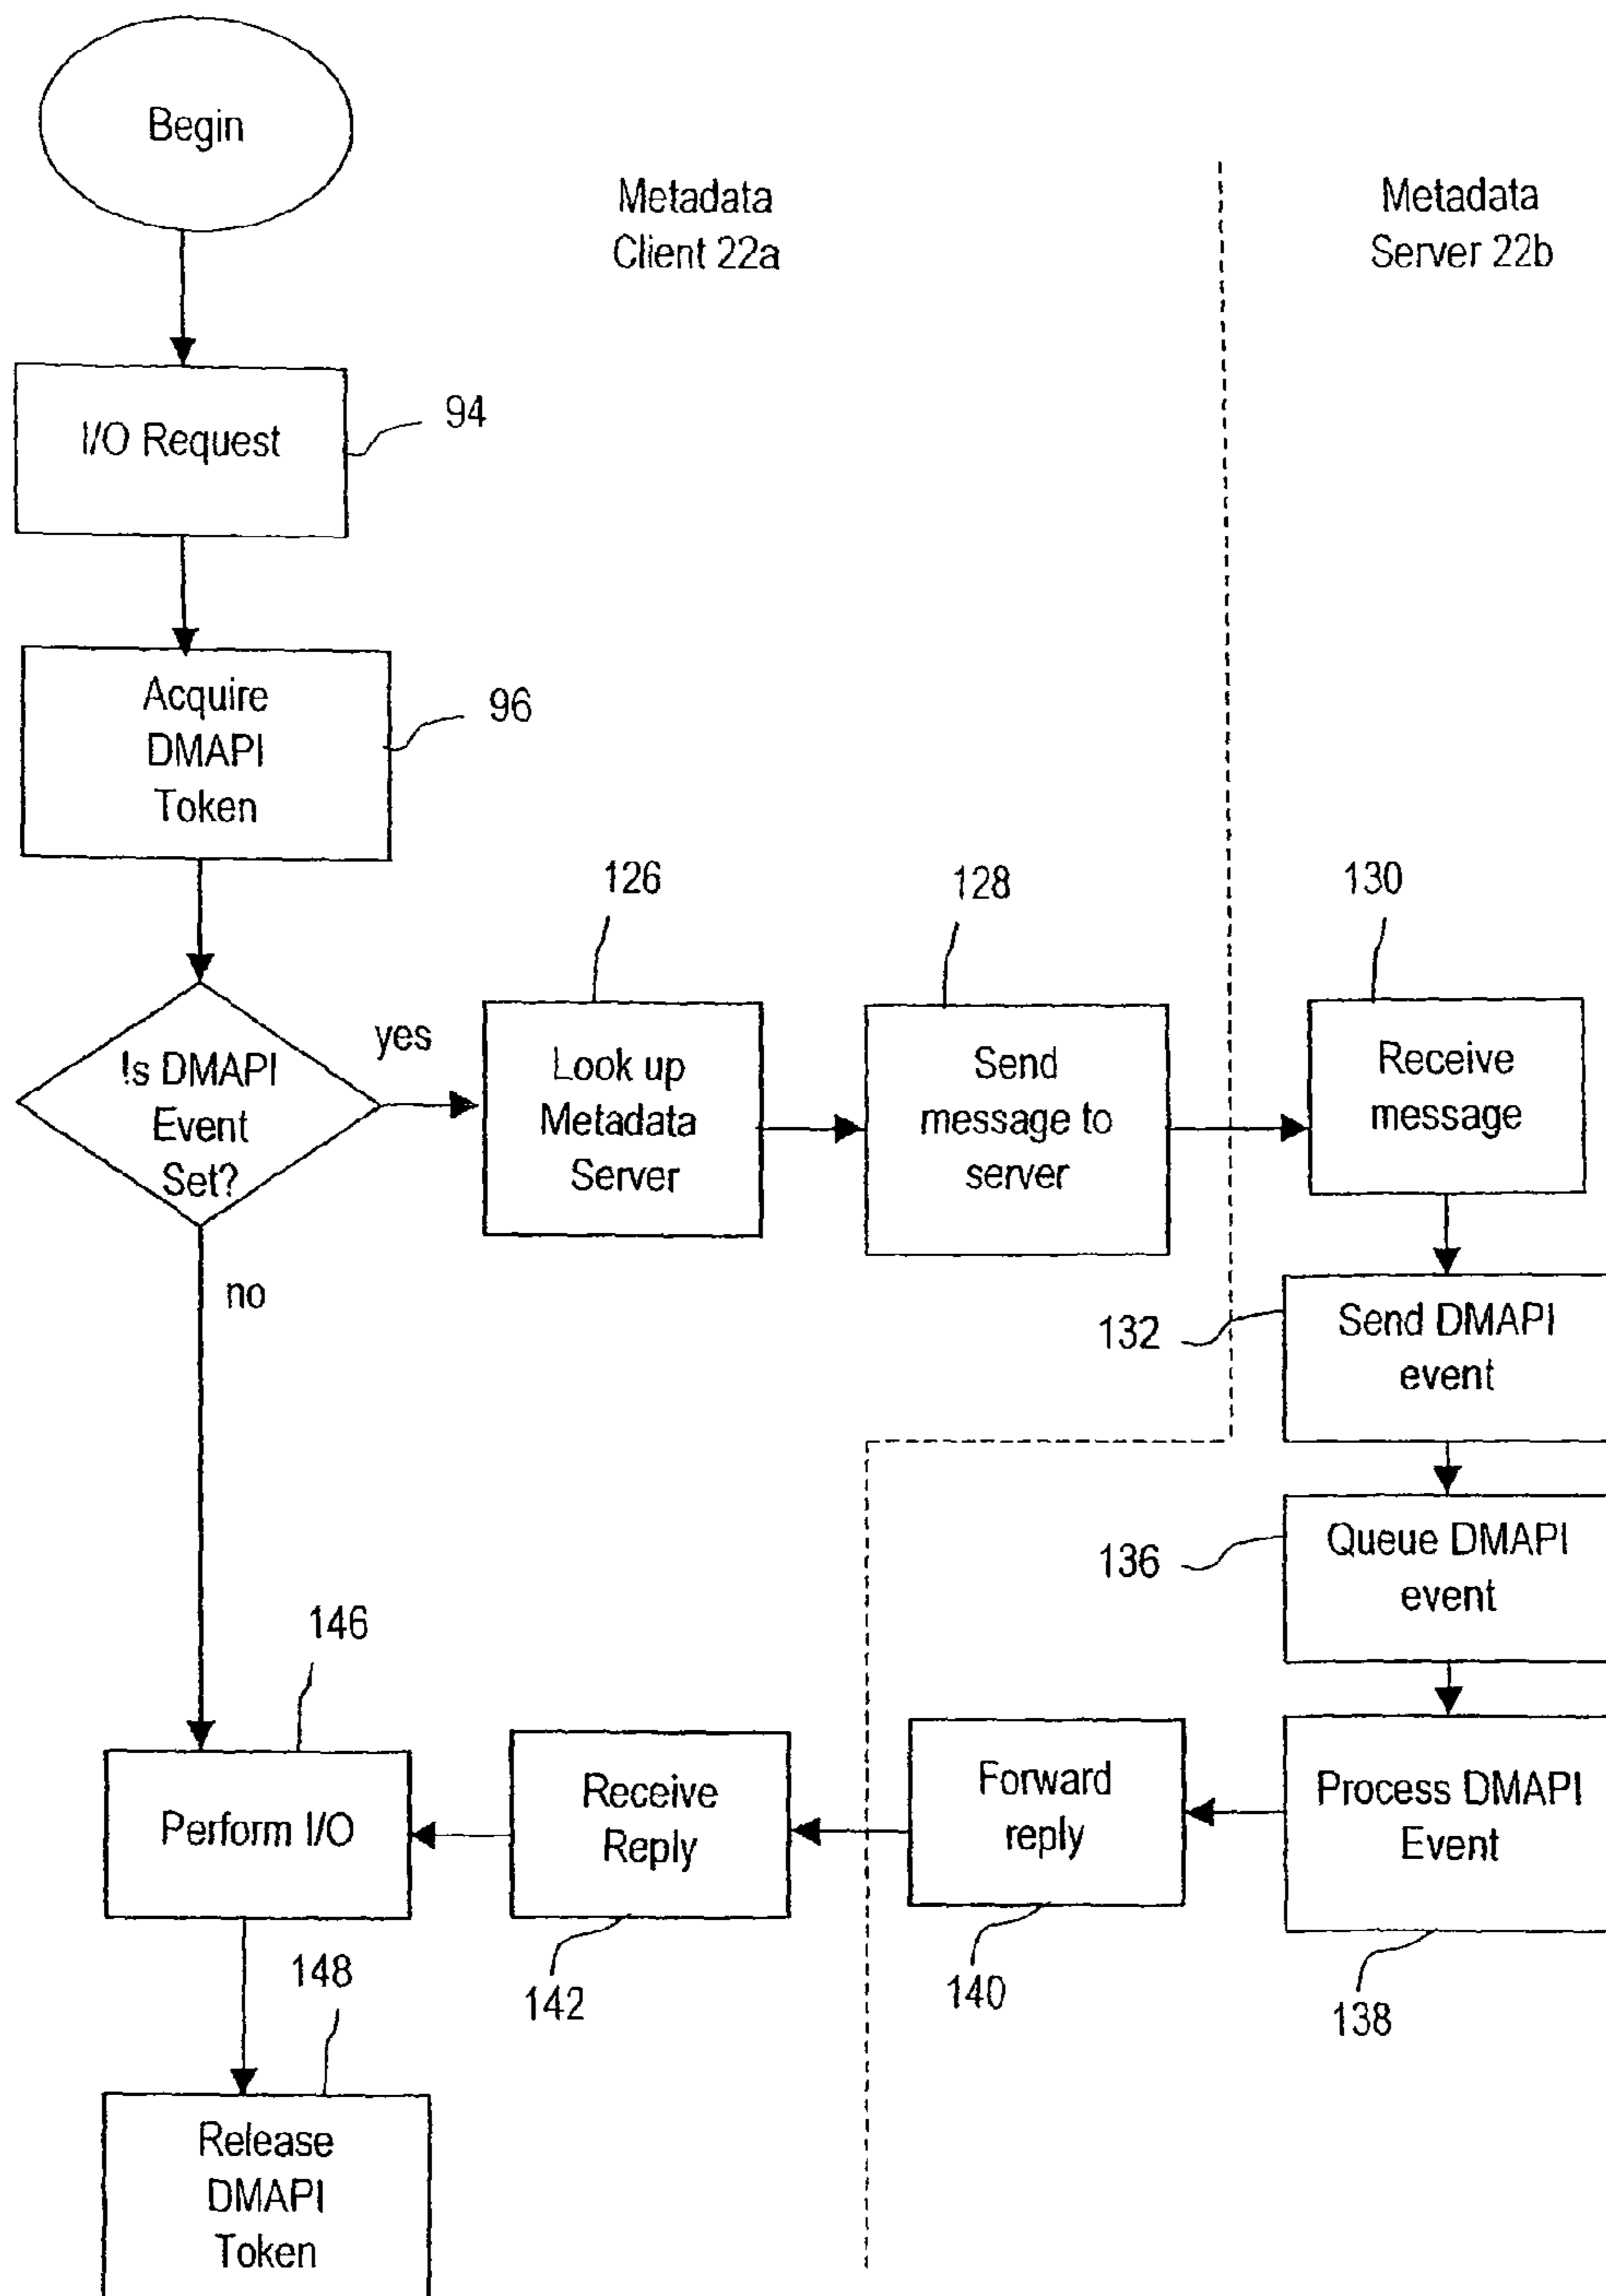 Begin
Metadata
Client 22a
Metadata
Server 22b
I/O Request
94
Acquire
DMAPI
Token
96
!s DMAPI
Event
Set?
yes
no
126
Look up
Metadata
Server
128
Send
message to
server
130
Receive
message
132
Send DMAPI
event
136
Queue DMAPI
event
146
Perform I/O
Receive
Reply
142
Forward
reply
140
Process DMAPI
Event
138
148
Release
DMAPI
Token